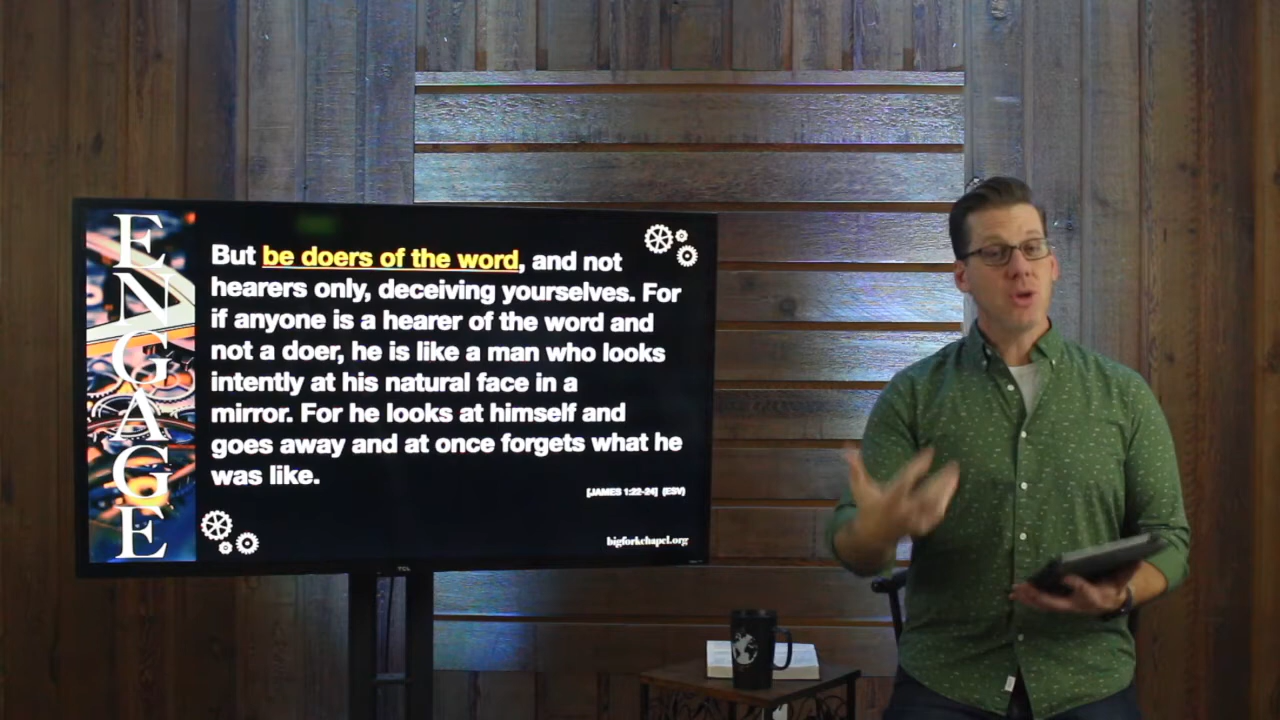 ENGAGE
But be doers of the word, and not
hearers only, deceiving yourselves. For
if anyone is a hearer of the word and
not a doer, he is like a man who looks
intently at his natural face in a
mirror. For he looks at himself and
goes away and at once forgets what he
was like.
[JAMES 1:22-24] (ESV)
bigforkchapel.org
TCL